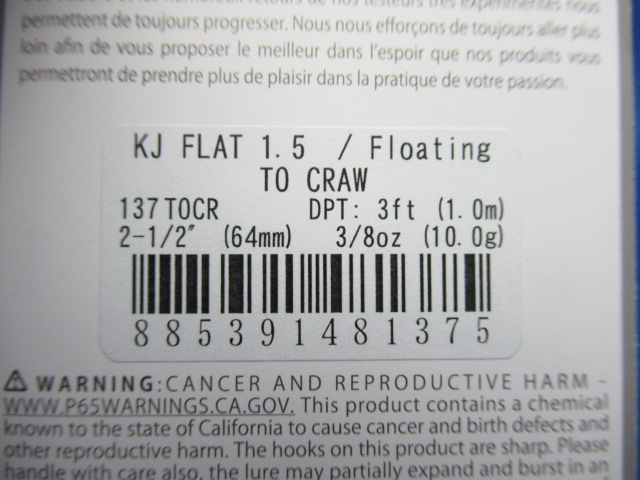 permettent de toujours progresser. Nous nous efforçons de toujours aller plus
loin afin de vous proposer le meilleur dans l'espoir que nos produits vous
permettront de prendre plus de plaisir dans la pratique de votre passion.
KJ FLAT 1.5 / Floating
TO CRAW
137TOCR DPT: 3ft (1.0m)
2-1/2" (64mm) 3/8oz (10.0g)
885391481375
⚠ WARNING:CANCER AND REPRODUCTIVE HARM -
WWW.P65WARNINGS.CA.GOV. This product contains a chemical
known to the state of California to cause cancer and birth defects and
other reproductive harm. The hooks on this product are sharp. Please
handle with care also, the lure may partially expand and burst in an